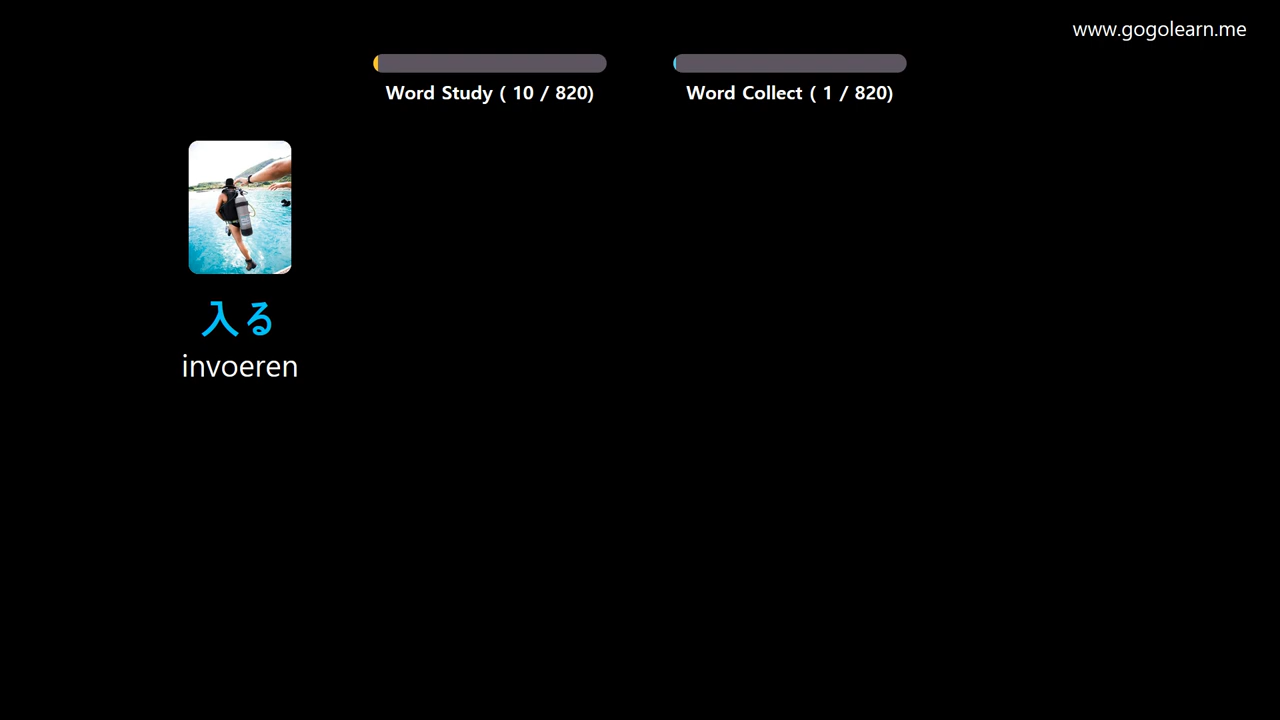 www.gogolearn.me
Word Study ( 10 / 820)
Word Collect ( 1 / 820)
入る
invoeren